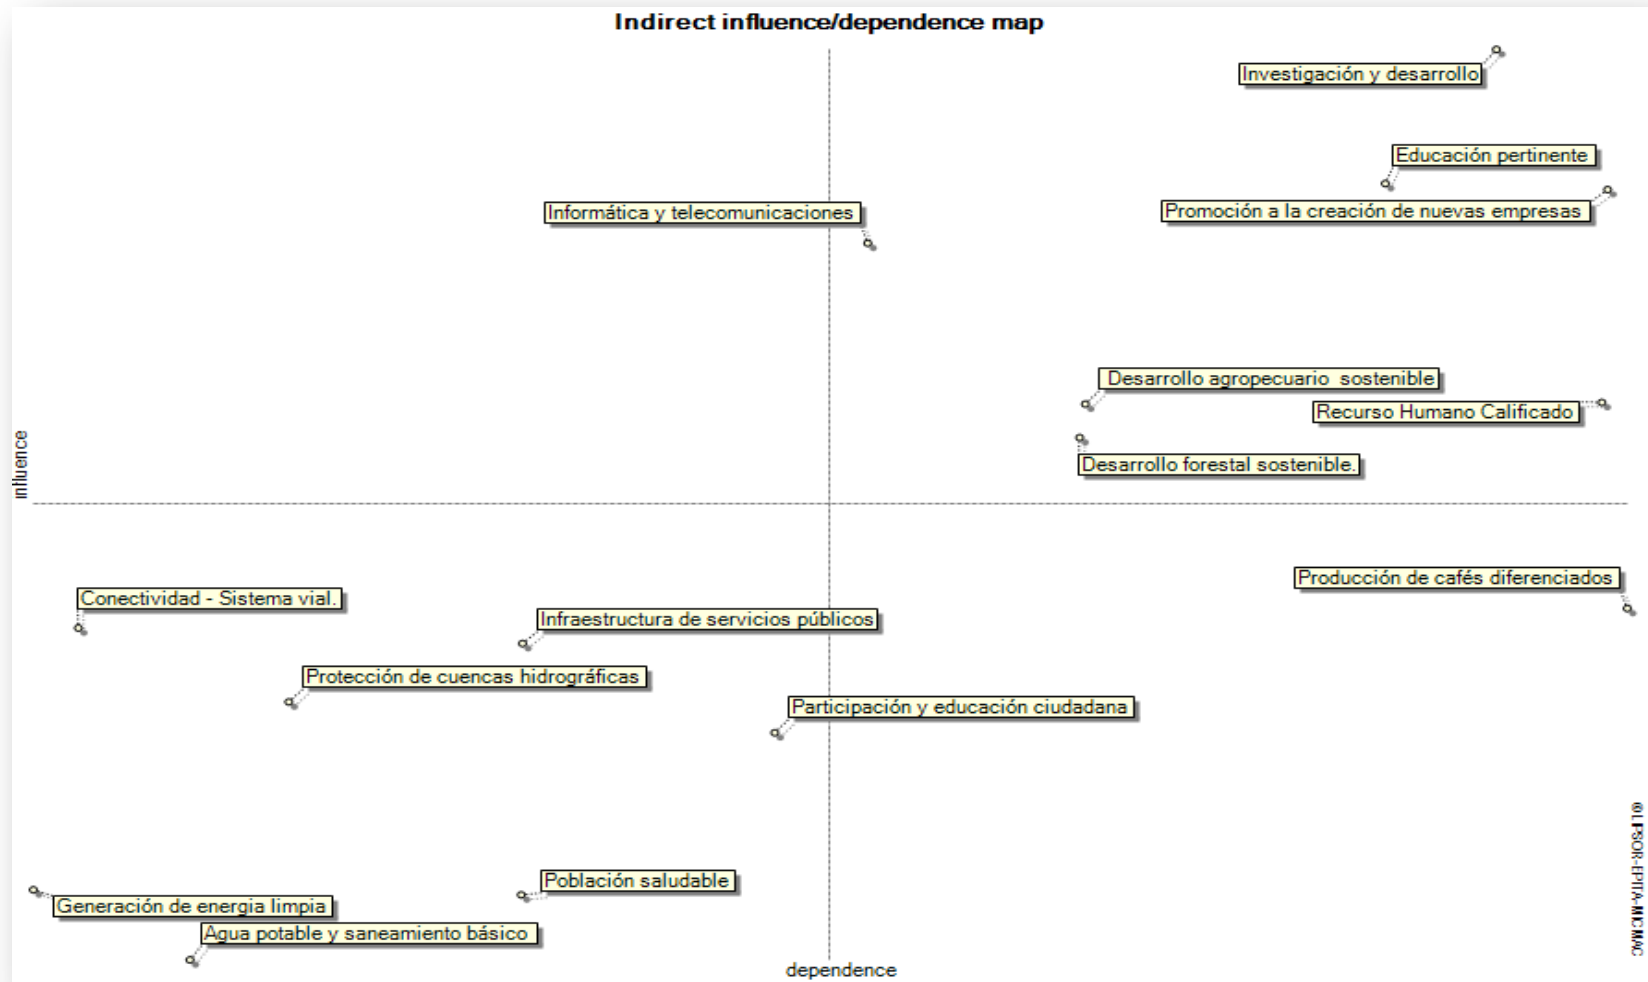 Indirect influence/dependence map
Investigación y desarrollo
Educación pertinente
Informática y telecomunicaciones
Promoción a la creación de nuevas empresas
Desarrollo agropecuario sostenible
Recurso Humano Calificado
influence
Desarrollo forestal sostenible.
Producción de cafés diferenciados
Conectividad - Sistema vial.
Infraestructura de servicios públicos
Protección de cuencas hidrográficas
Participación y educación ciudadana
© LIPSOR-EPITA-MICMAC
Población saludable
Generación de energia limpia
Agua potable y saneamiento básico
dependence